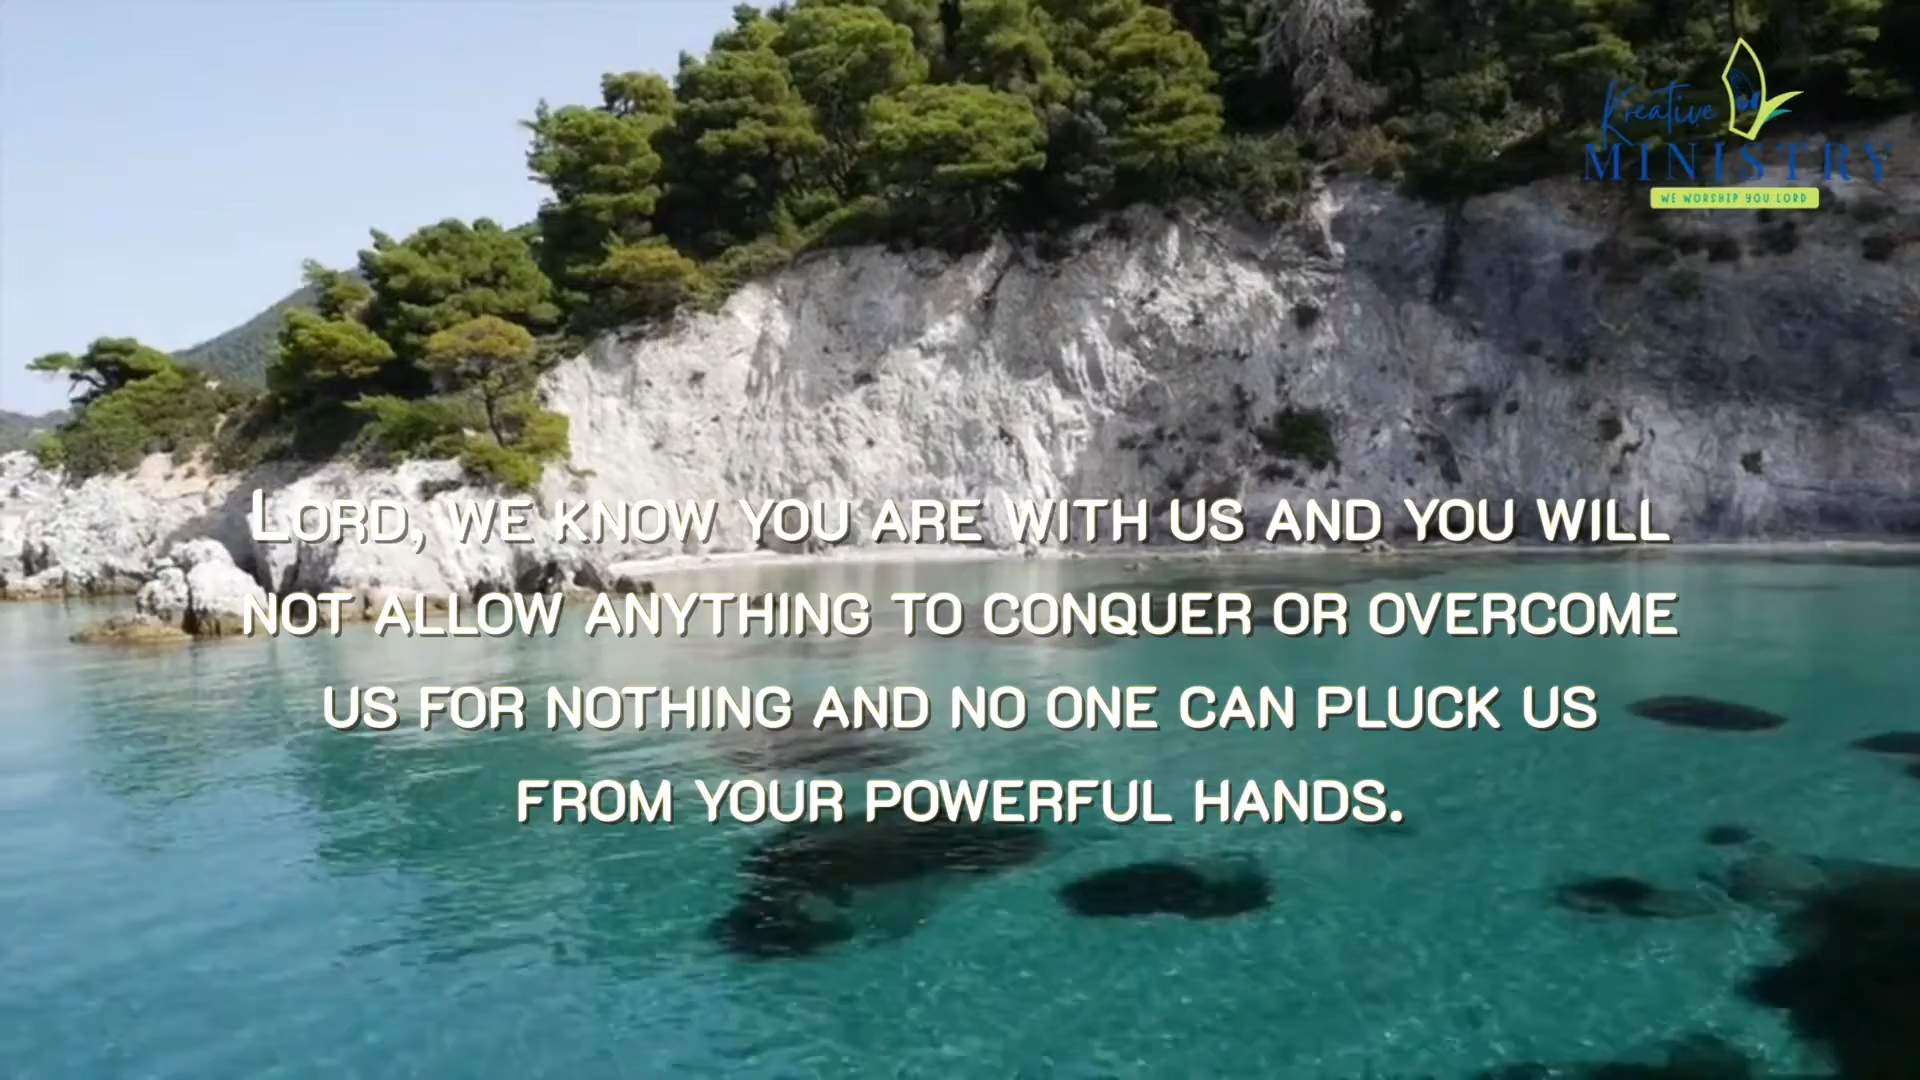 Kreative
MINISTRY
WE WORSHIP YOU LORD
LORD, WE KNOW YOU ARE WITH US AND YOU WILL
NOT ALLOW ANYTHING TO CONQUER OR OVERCOME
US FOR NOTHING AND NO ONE CAN PLUCK US
FROM YOUR POWERFUL HANDS.